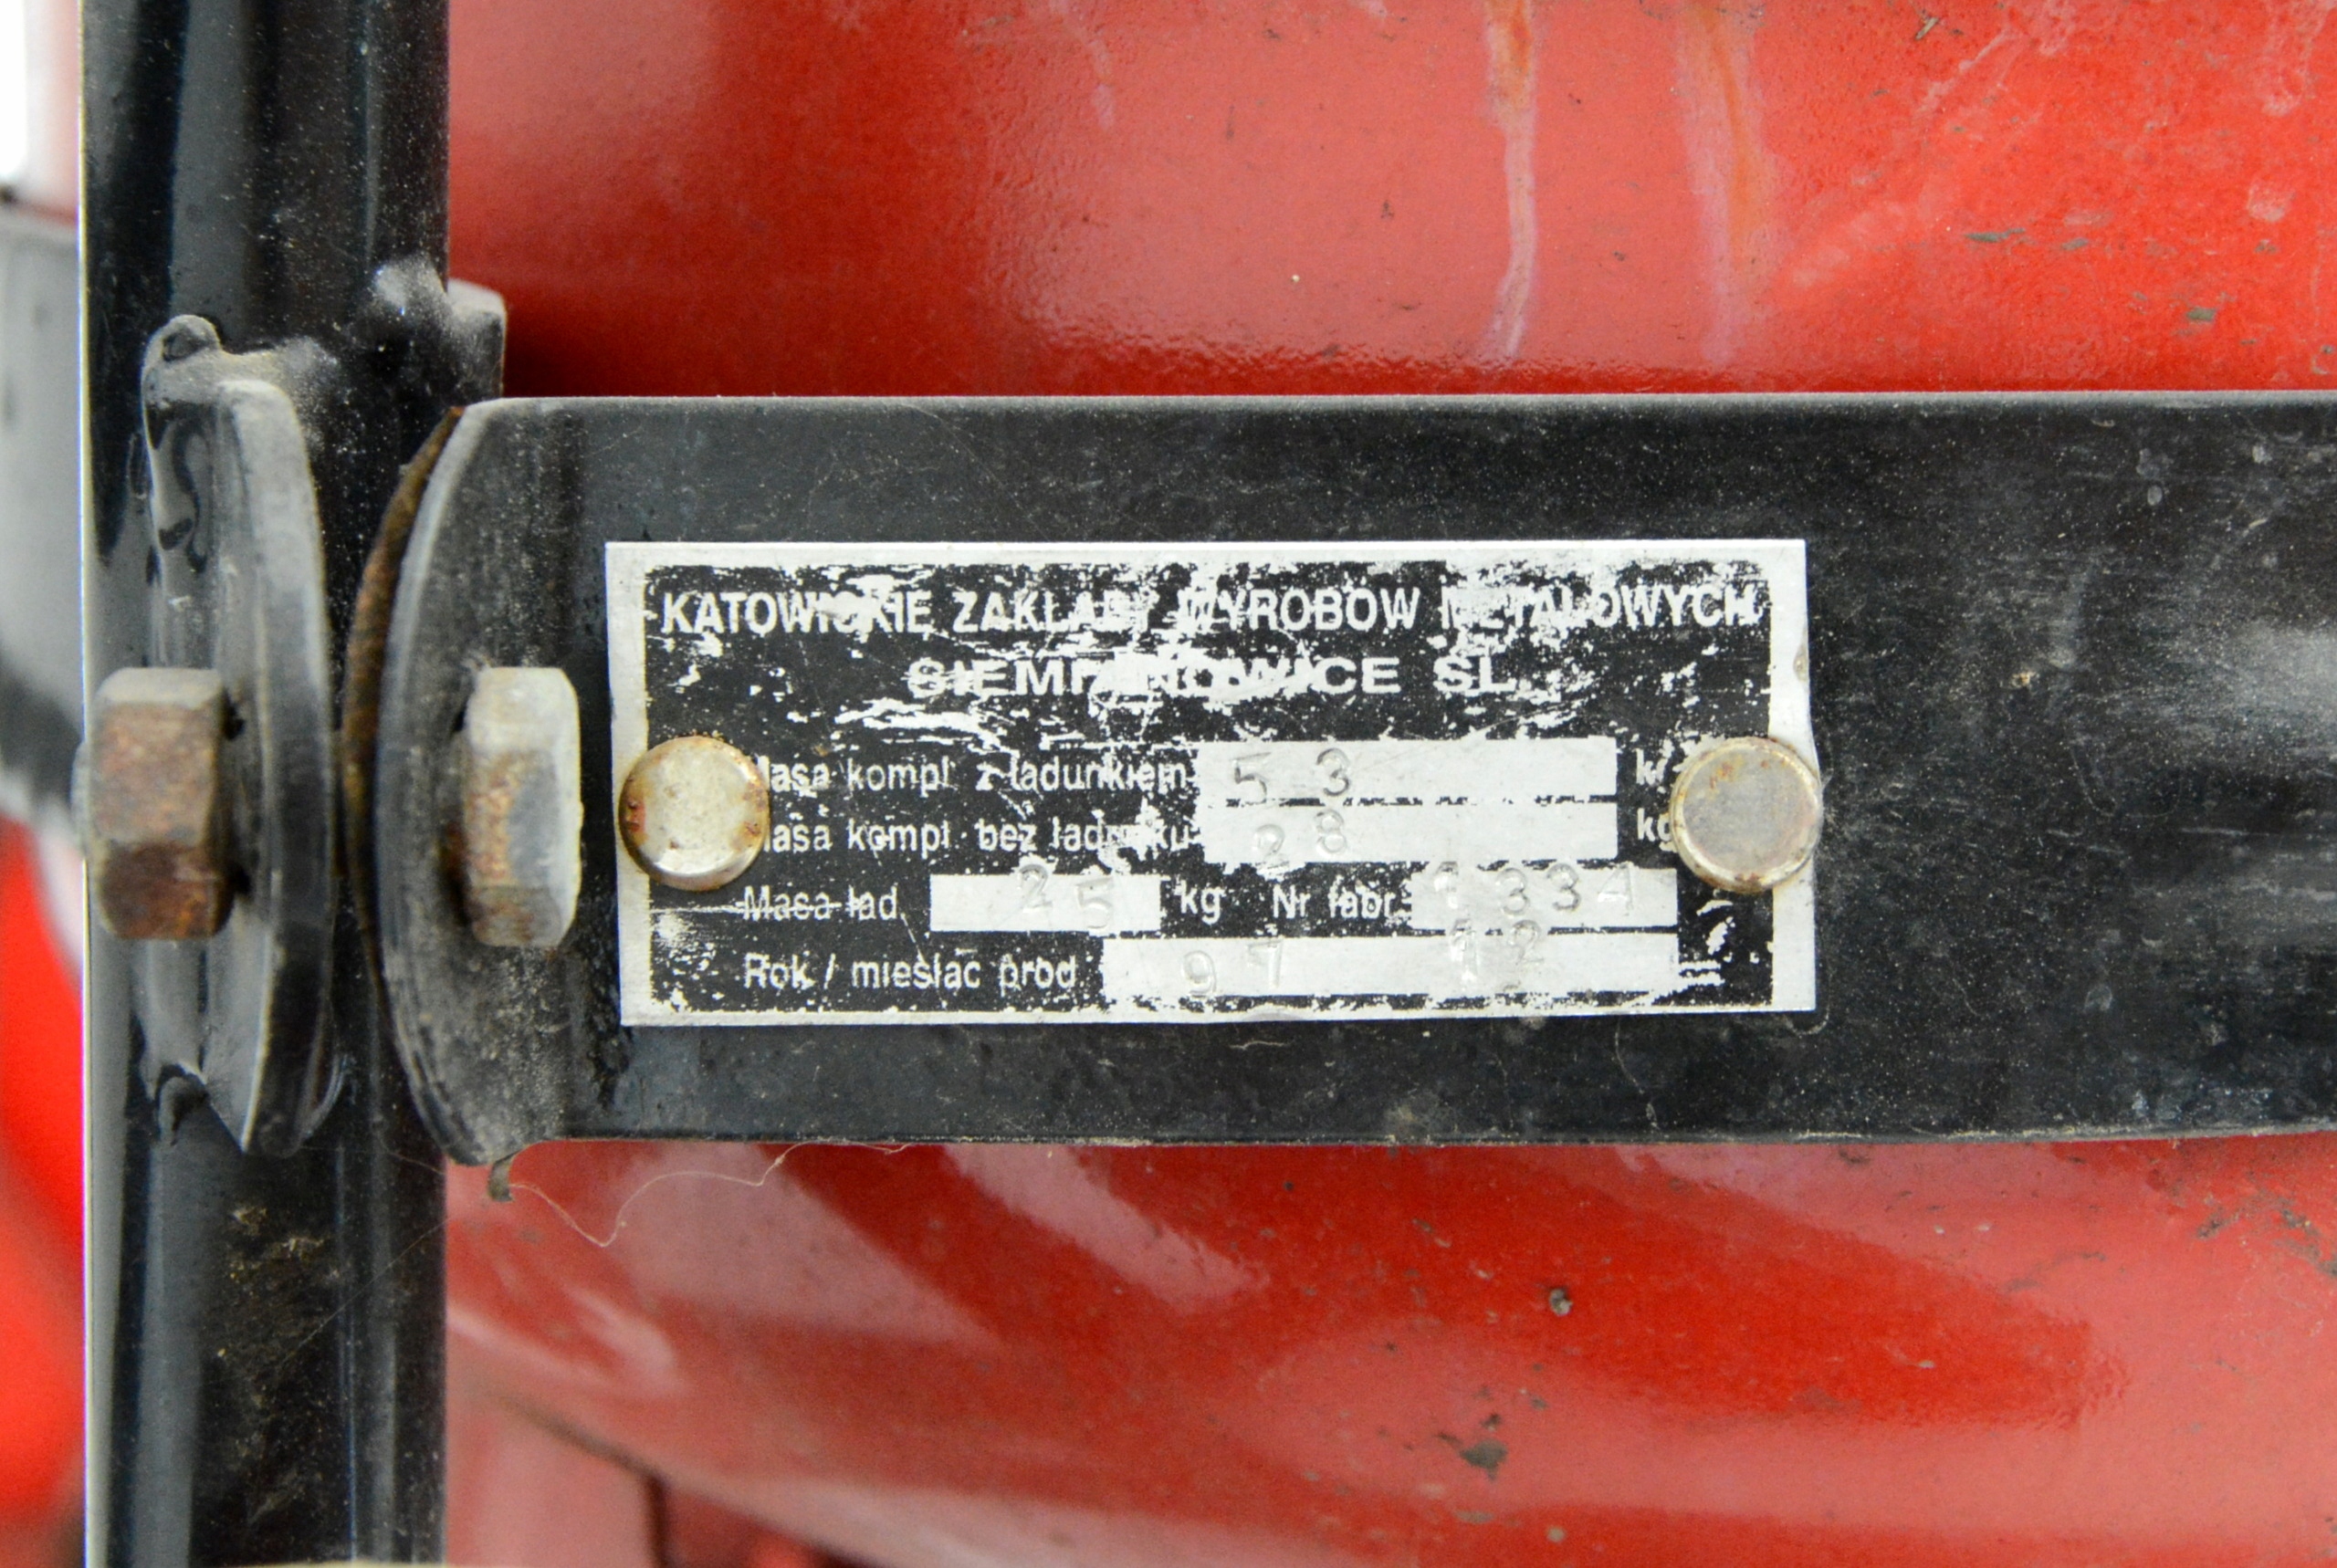 KATOWICKIE ZAKŁADY WYROBÓW METALOWYCH
SIEMIANOWICE ŚL.
Masa kompl. z ładunkiem 53 kg
Masa kompl. bez ładunku 28 kg
Masa ład. 25 kg Nr fabr. 1334
Rok / miesiąc prod. 97 12